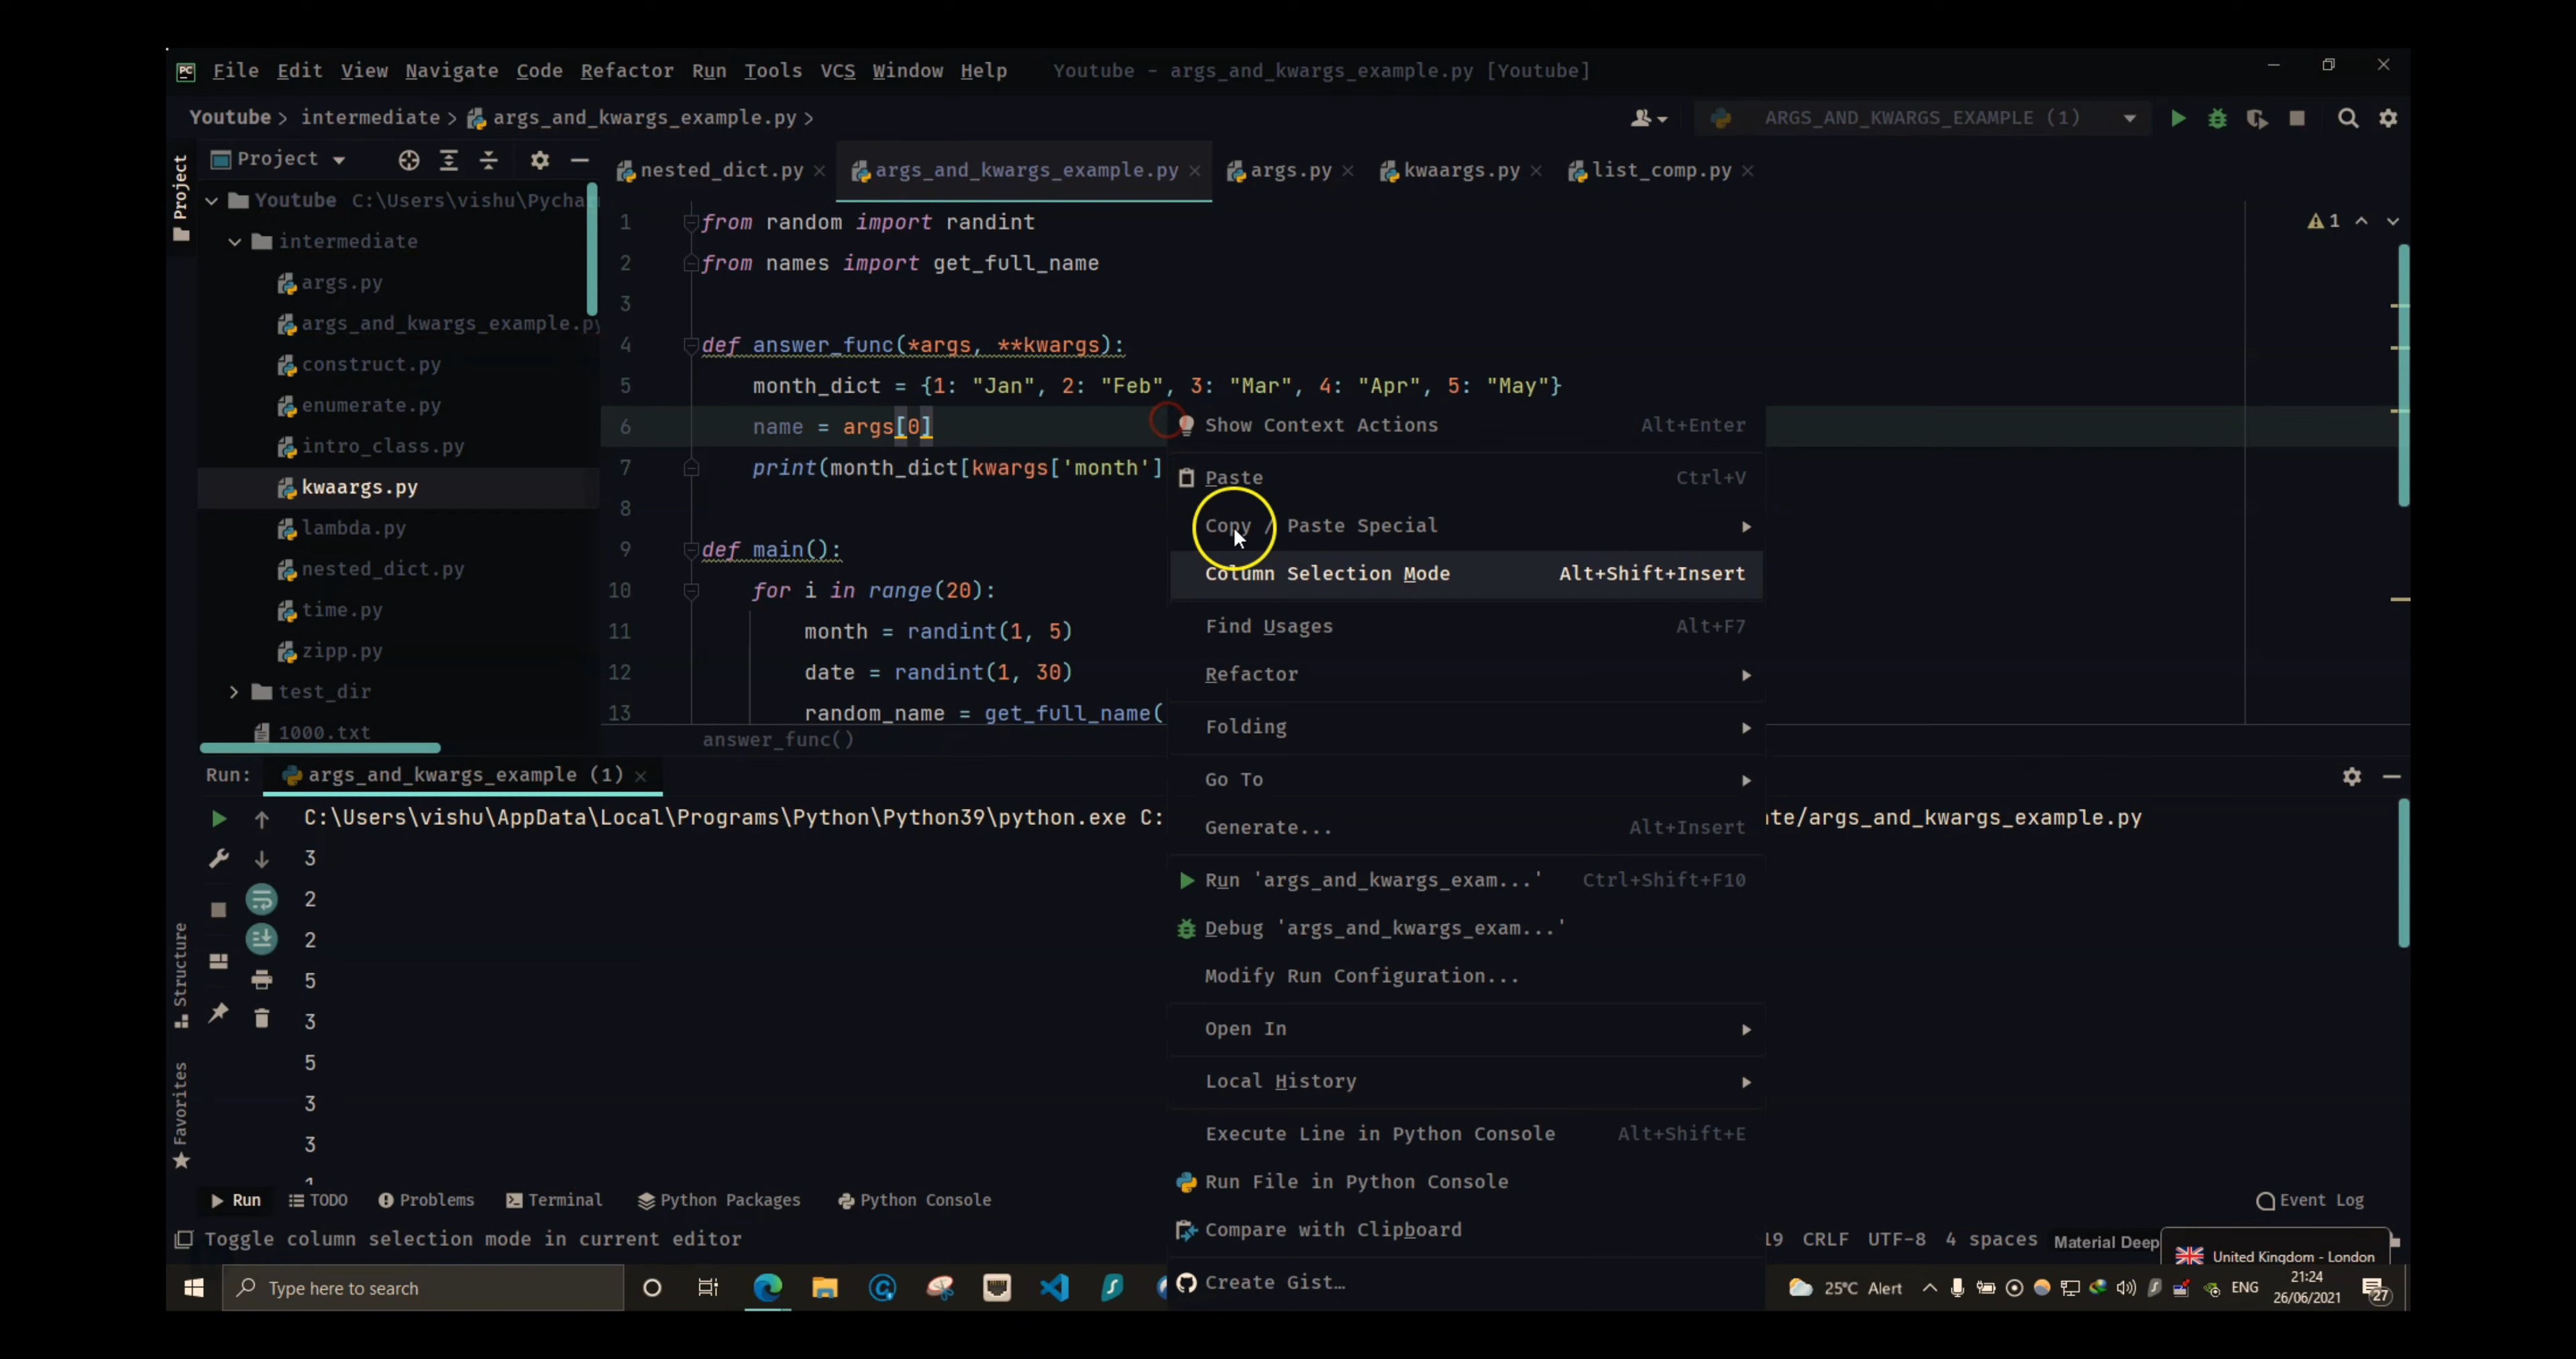 File Edit View Navigate Code Refactor Run Tools VCS Window Help Youtube - args_and_kwargs_example.py [Youtube]
Youtube > intermediate > args_and_kwargs_example.py >
ARGS_AND_KWARGS_EXAMPLE (1)
Project
nested_dict.py
args_and_kwargs_example.py
args.py
kwaargs.py
list_comp.py
Project
Youtube C:\Users\vishu\Pycha
intermediate
args.py
args_and_kwargs_example.py
construct.py
enumerate.py
intro_class.py
kwaargs.py
lambda.py
nested_dict.py
time.py
zipp.py
test_dir
1000.txt
1
1 from random import randint
2 from names import get_full_name
3
4 def answer_func(*args, **kwargs):
5 month_dict = {1: "Jan", 2: "Feb", 3: "Mar", 4: "Apr", 5: "May"}
6 name = args[0]
7 print(month_dict[kwargs['month']
8
9 def main():
10 for i in range(20):
11 month = randint(1, 5)
12 date = randint(1, 30)
13 random_name = get_full_name(
answer_func()
Show Context Actions Alt+Enter
Paste Ctrl+V
Copy / Paste Special
Column Selection Mode Alt+Shift+Insert
Find Usages Alt+F7
Refactor
Folding
Go To
Generate... Alt+Insert
Run 'args_and_kwargs_exam...' Ctrl+Shift+F10
Debug 'args_and_kwargs_exam...'
Modify Run Configuration...
Open In
Local History
Execute Line in Python Console Alt+Shift+E
Run File in Python Console
Compare with Clipboard
Create Gist...
Run: args_and_kwargs_example (1)
C:\Users\vishu\AppData\Local\Programs\Python\Python39\python.exe C: te/args_and_kwargs_example.py
3
2
2
5
3
5
3
3
Structure
Favorites
Run TODO Problems Terminal Python Packages Python Console Event Log
Toggle column selection mode in current editor
19 CRLF UTF-8 4 spaces Material Deep
United Kingdom - London
Type here to search
25°C Alert
ENG
21:24
26/06/2021
27